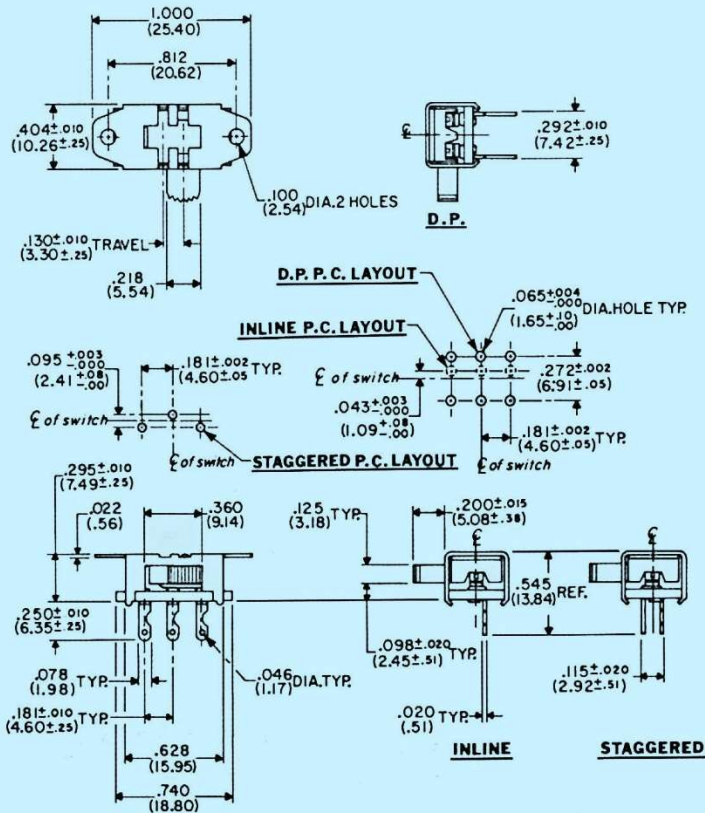 1.000
(25.40)
.812
(20.62)
.404±.010
(10.26±.25)
.100 DIA. 2 HOLES
(2.54)
.130±.010 TRAVEL
(3.30±.25)
.218
(5.54)
℄
.292±.010
(7.42±.25)
D.P.
D.P. P.C. LAYOUT
INLINE P.C. LAYOUT
.065+.004-.000 DIA.HOLE TYP.
(1.65+.10-.00)
.095+.003-.000
(2.41+.08-.00)
.181±.002 TYP.
(4.60±.05)
℄ of switch
℄ of switch
STAGGERED P.C. LAYOUT
℄ of switch
.043+.003-.000
(1.09+.08-.00)
.272±.002
(6.91±.05)
.181±.002 TYP.
(4.60±.05)
℄ of switch
.295±.010
(7.49±.25)
.022
(.56)
.360
(9.14)
.250±.010
(6.35±.25)
.078 TYP.
(1.98)
.046 DIA.TYP.
(1.17)
.181±.010 TYP.
(4.60±.25)
.628
(15.95)
.740
(18.80)
.125 TYP.
(3.18)
.200±.015
(5.08±.38)
℄
.545 REF.
(13.84)
.098±.020 TYP.
(2.45±.51)
.020 TYP.
(.51)
INLINE
℄
.115±.020
(2.92±.51)
STAGGERED